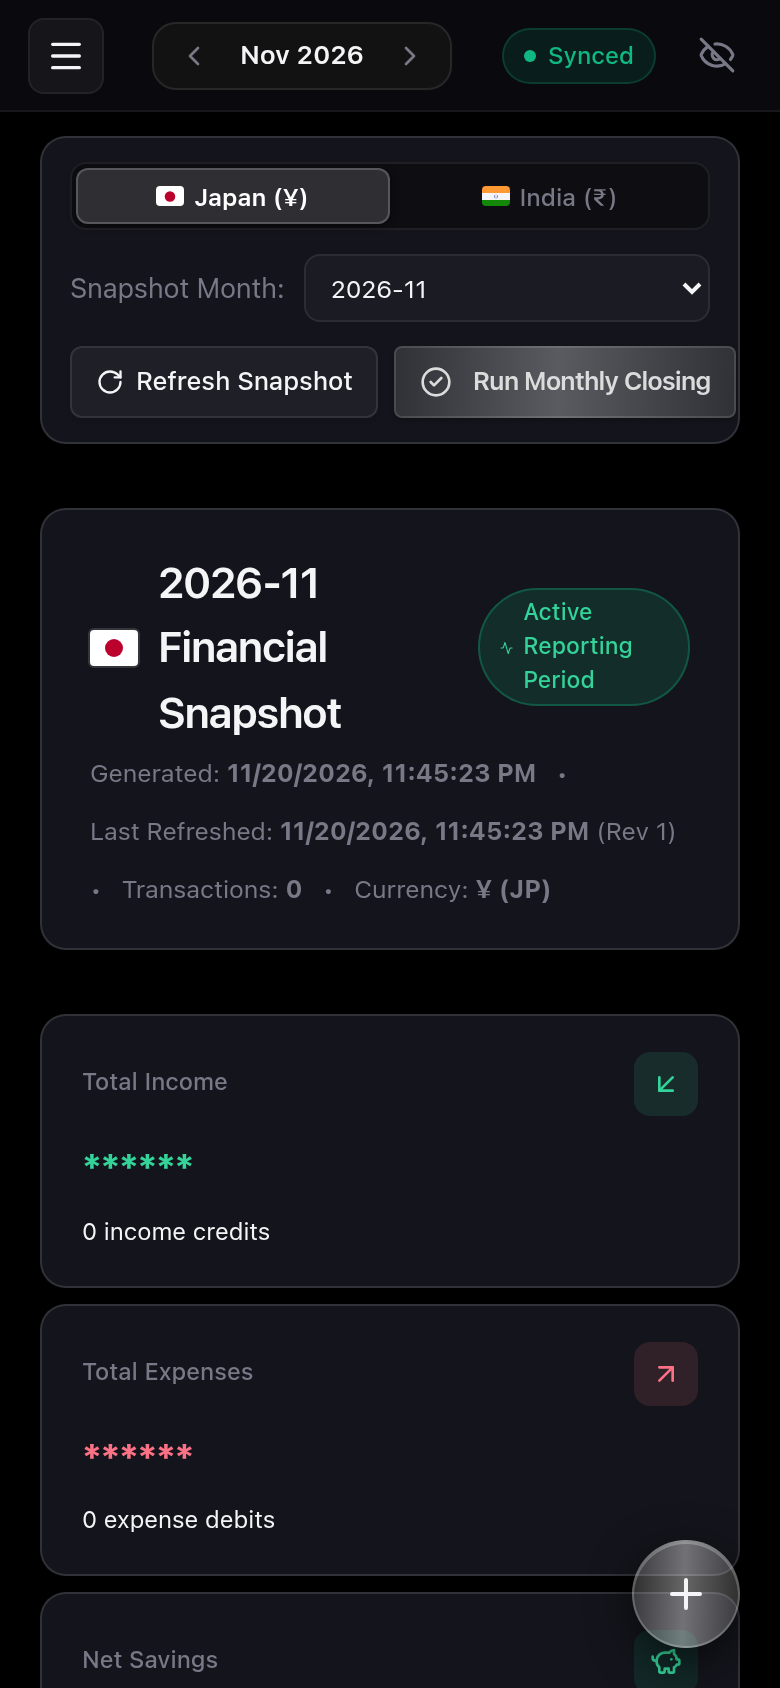 Nov 2026
Synced
Japan (¥)
India (₹)
Snapshot Month:
2026-11
Refresh Snapshot
Run Monthly Closing
2026-11
Financial
Snapshot
Active
Reporting
Period
Generated: 11/20/2026, 11:45:23 PM •
Last Refreshed: 11/20/2026, 11:45:23 PM (Rev 1)
• Transactions: 0 • Currency: ¥ (JP)
Total Income
******
0 income credits
Total Expenses
******
0 expense debits
Net Savings